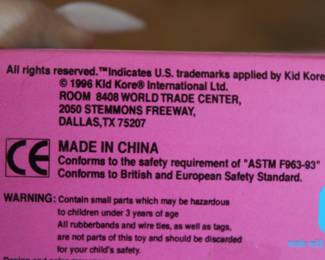 All rights reserved.™Indicates U.S. trademarks applied by Kid Kore
© 1996 Kid Kore® International Ltd.
ROOM 8408 WORLD TRADE CENTER,
2050 STEMMONS FREEWAY,
DALLAS,TX 75207
CE
MADE IN CHINA
Conforms to the safety requirement of "ASTM F963-93"
Conforms to British and European Safety Standard.
WARNING: Contain small parts which may be hazardous
to children under 3 years of age
All rubberbands and wire ties, as well as tags,
are not parts of this toy and should be discarded
for your child's safety.